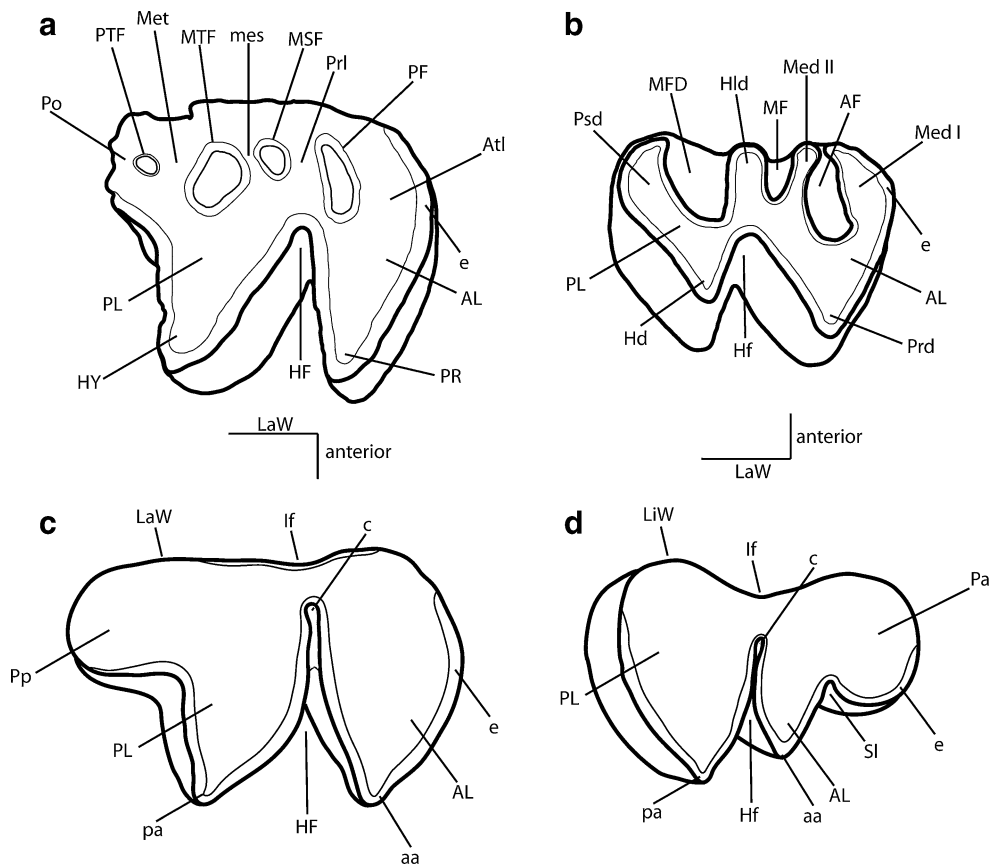 a
Met
PTF
MTF
mes
MSF
Prl
PF
Po
Atl
e
PL
AL
HY
HF
PR
LaW
anterior
b
Med II
MFD
Hld
MF
AF
Psd
Med I
e
PL
AL
Hd
Hf
Prd
anterior
LaW
c
LaW
If
c
Pp
PL
e
AL
pa
HF
aa
d
LiW
If
c
Pa
PL
SI
e
AL
pa
Hf
aa